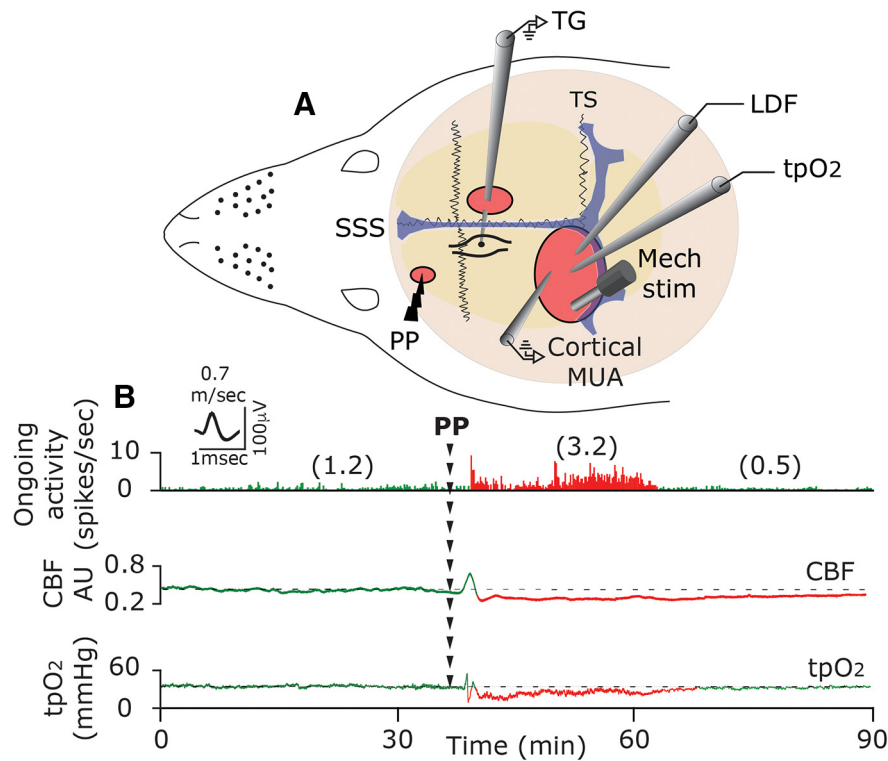 A
TG
TS
LDF
tpO2
SSS
Mech
stim
PP
Cortical
MUA
B
0.7
m/sec
100µV
1msec
PP
(1.2)
(3.2)
(0.5)
Ongoing
activity
(spikes/sec)
10
0
CBF
AU
0.8
0.2
CBF
tpO2
(mmHg)
60
0
tpO2
0
30
60
90
Time (min)